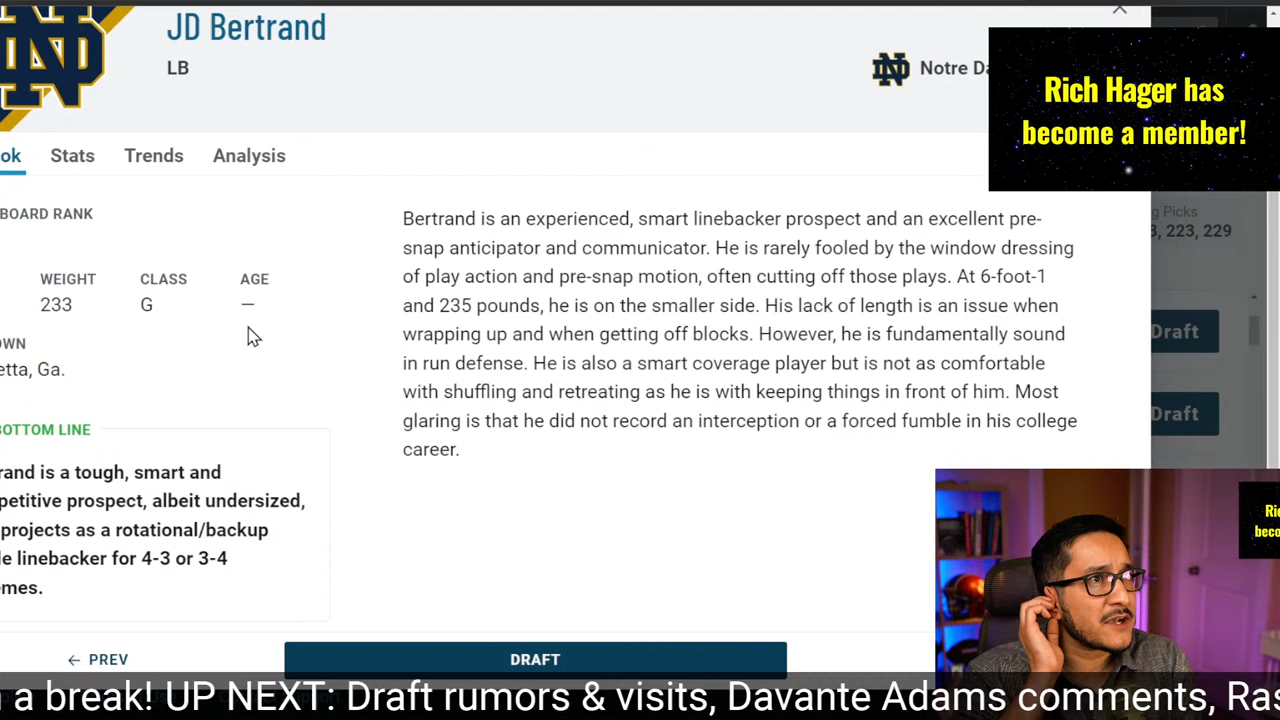 JD Bertrand
LB
ND
Notre Da
Rich Hager has
become a member!
ok Stats Trends Analysis
BOARD RANK
WEIGHT CLASS AGE
233 G —
OWN
etta, Ga.
BOTTOM LINE
rand is a tough, smart and
petitive prospect, albeit undersized,
projects as a rotational/backup
le linebacker for 4-3 or 3-4
emes.
Bertrand is an experienced, smart linebacker prospect and an excellent pre-
snap anticipator and communicator. He is rarely fooled by the window dressing
of play action and pre-snap motion, often cutting off those plays. At 6-foot-1
and 235 pounds, he is on the smaller side. His lack of length is an issue when
wrapping up and when getting off blocks. However, he is fundamentally sound
in run defense. He is also a smart coverage player but is not as comfortable
with shuffling and retreating as he is with keeping things in front of him. Most
glaring is that he did not record an interception or a forced fumble in his college
career.
g Picks
3, 223, 229
Draft
Draft
Ric
beco
← PREV
DRAFT
a break! UP NEXT: Draft rumors & visits, Davante Adams comments, Ras